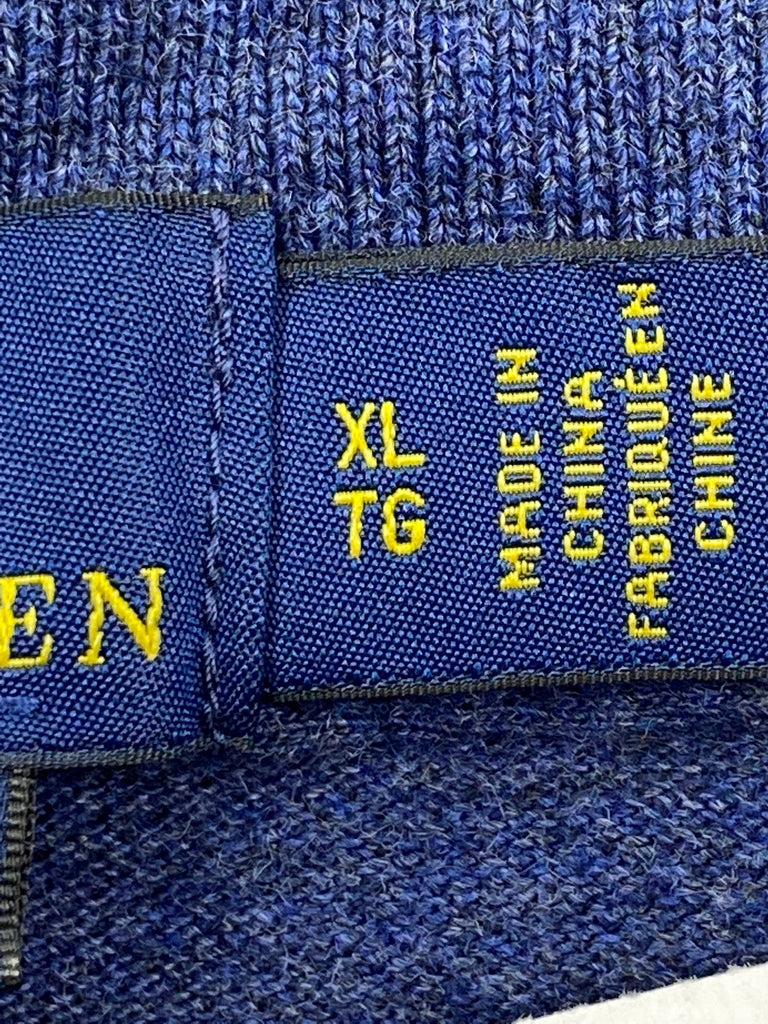 EN
XL
TG
MADE IN
CHINA
FABRIQUÉ EN
CHINE